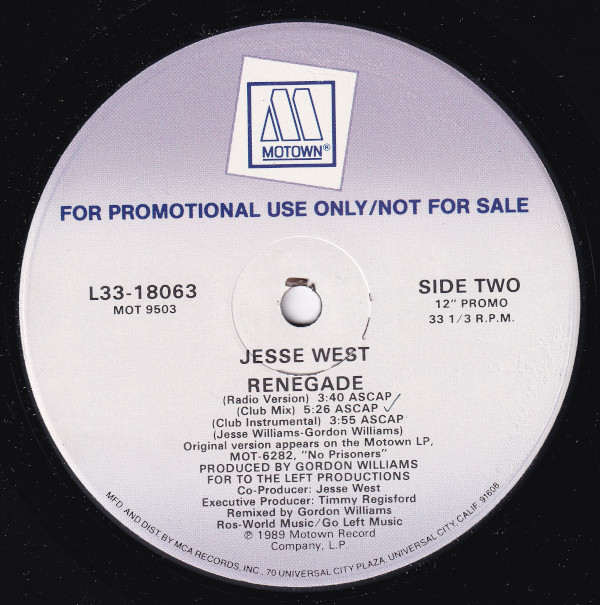 MOTOWN®
FOR PROMOTIONAL USE ONLY/NOT FOR SALE
L33-18063
MOT 9503
SIDE TWO
12" PROMO
33 1/3 R.P.M.
JESSE WEST
RENEGADE
(Radio Version) 3:40 ASCAP
(Club Mix) 5:26 ASCAP
(Club Instrumental) 3:55 ASCAP
(Jesse Williams-Gordon Williams)
Original version appears on the Motown LP,
MOT-6282, "No Prisoners"
PRODUCED BY GORDON WILLIAMS
FOR TO THE LEFT PRODUCTIONS
Co-Producer: Jesse West
Executive Producer: Timmy Regisford
Remixed by Gordon Williams
Ros-World Music/Go Left Music
℗ 1989 Motown Record
Company, L.P.
MFD. AND DIST. BY MCA RECORDS, INC., 70 UNIVERSAL CITY PLAZA, UNIVERSAL CITY, CALIF. 91608